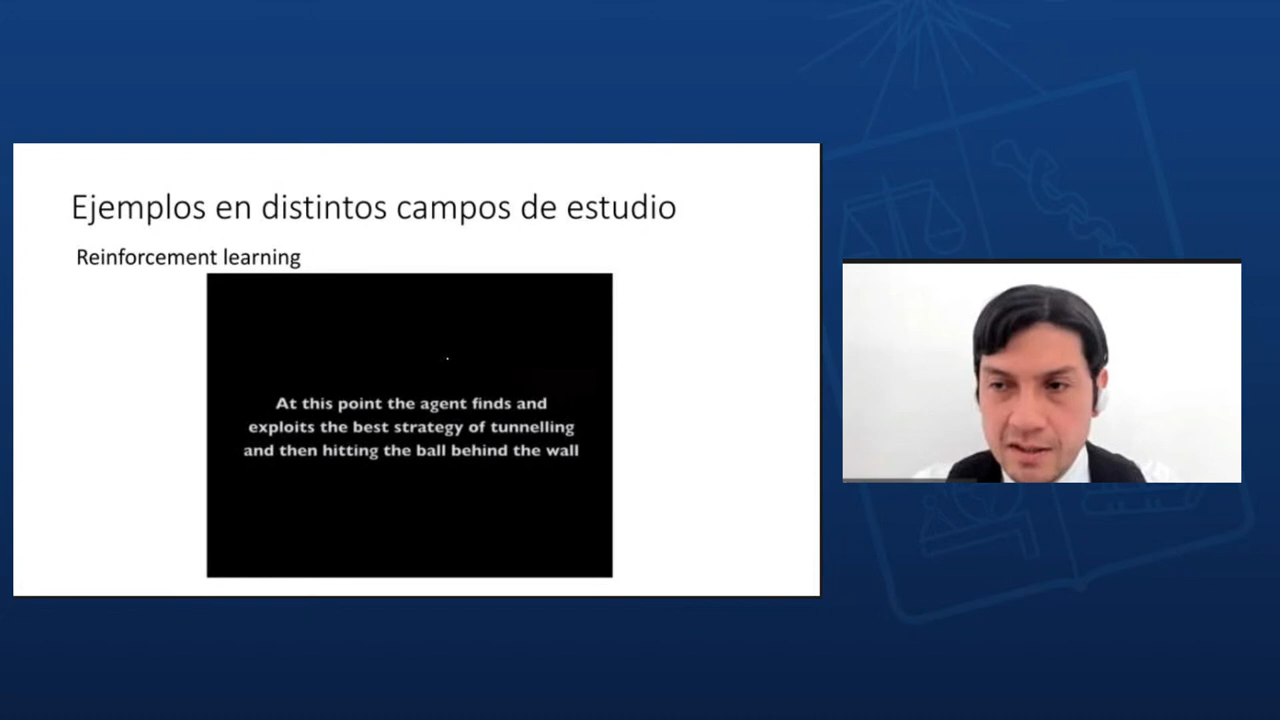 Ejemplos en distintos campos de estudio
Reinforcement learning
At this point the agent finds and
exploits the best strategy of tunnelling
and then hitting the ball behind the wall